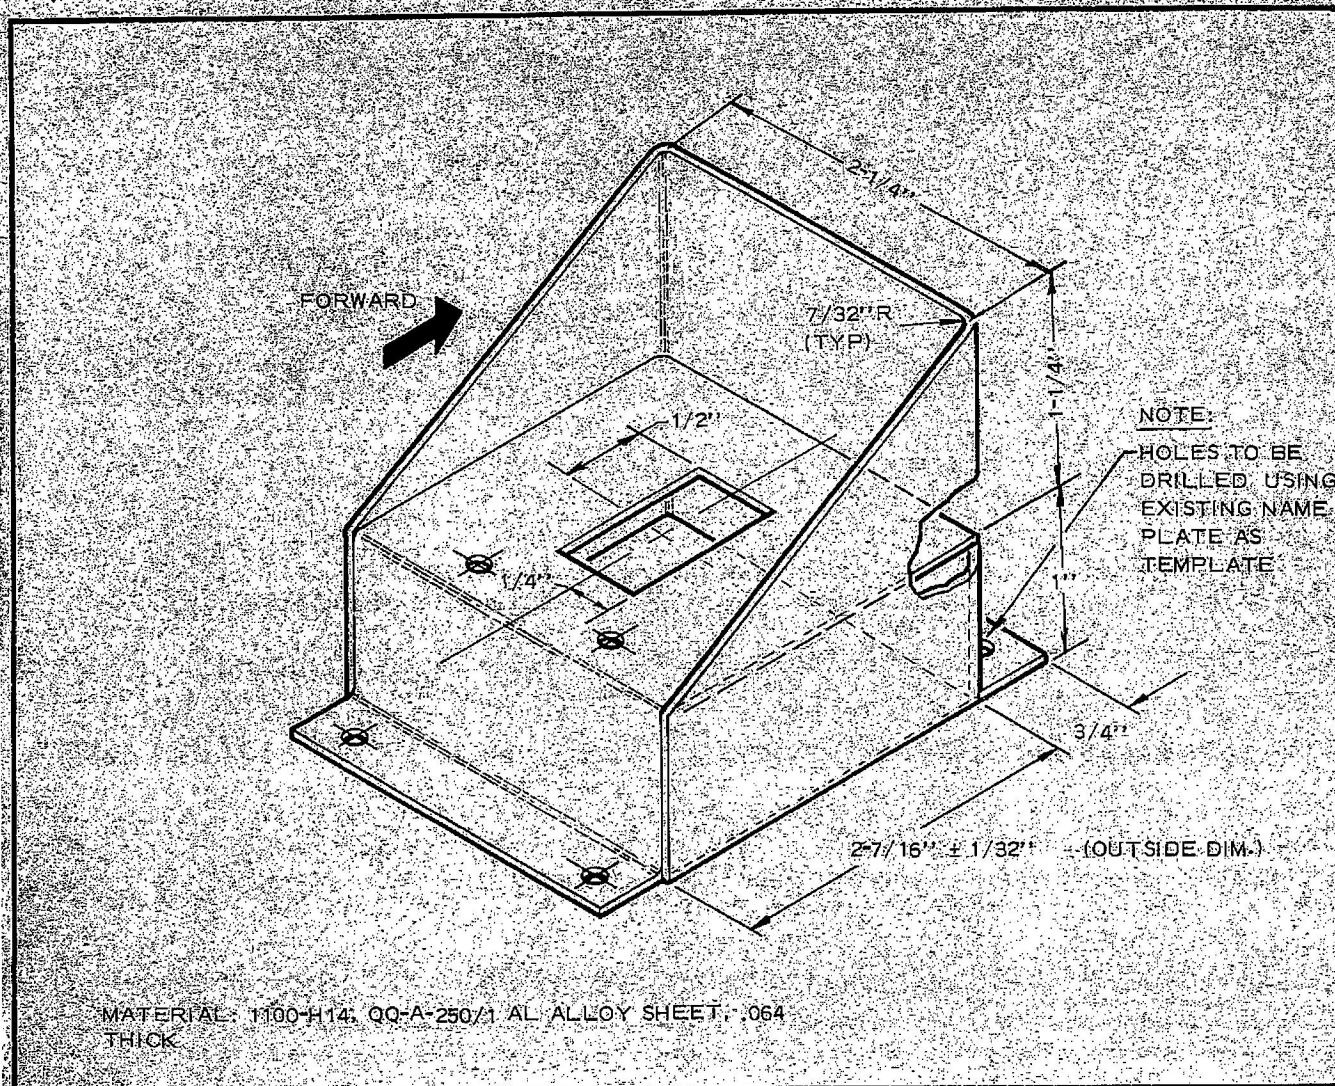 2-1/4"
FORWARD
7/32" R
(TYP)
1-1/4"
1/2"
NOTE:
HOLES TO BE
DRILLED USING
EXISTING NAME
PLATE AS
TEMPLATE
1/4"
1"
3/4"
2-7/16" ± 1/32" (OUTSIDE DIM.)
MATERIAL: 1100-H14, QQ-A-250/1 AL ALLOY SHEET, .064
THICK